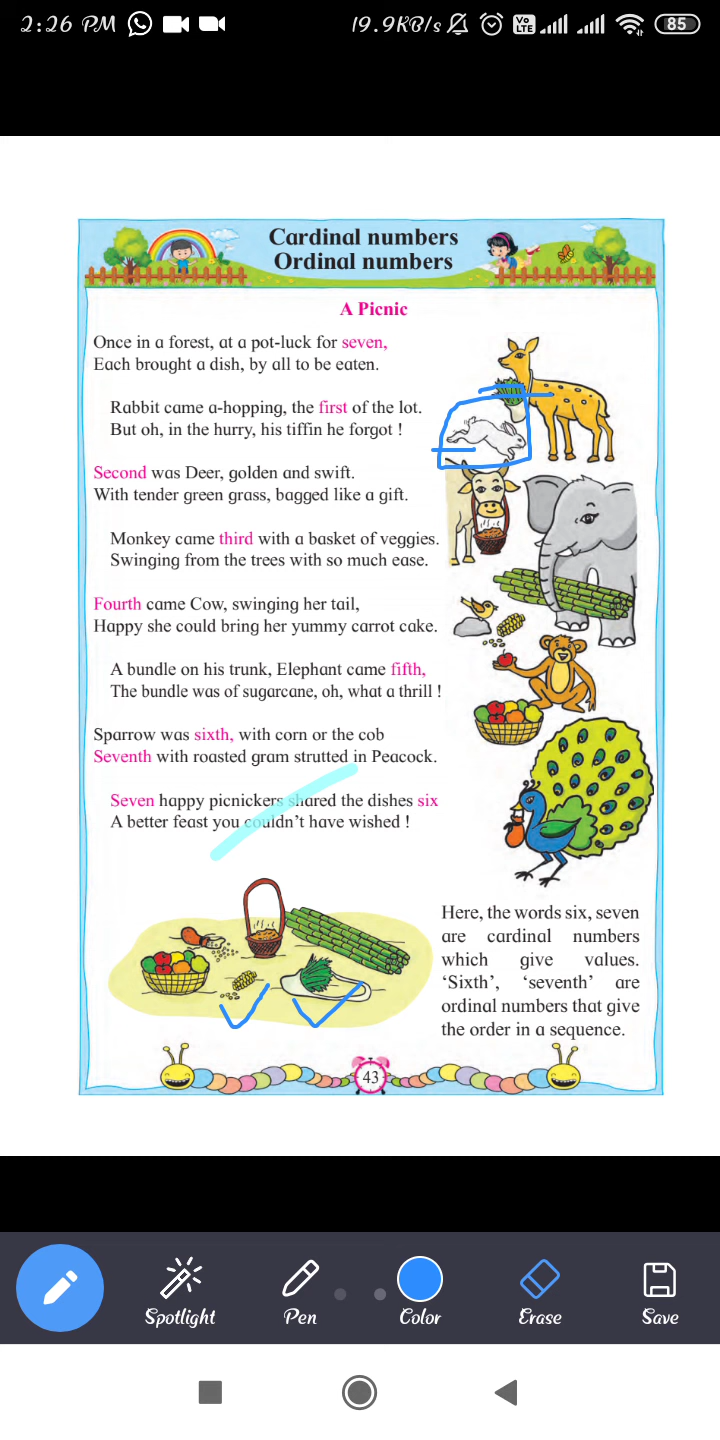 2:26 PM
19.9KB/s
Vo
LTE
85
Cardinal numbers
Ordinal numbers
A Picnic
Once in a forest, at a pot-luck for seven,
Each brought a dish, by all to be eaten.
Rabbit came a-hopping, the first of the lot.
But oh, in the hurry, his tiffin he forgot !
Second was Deer, golden and swift.
With tender green grass, bagged like a gift.
Monkey came third with a basket of veggies.
Swinging from the trees with so much ease.
Fourth came Cow, swinging her tail,
Happy she could bring her yummy carrot cake.
A bundle on his trunk, Elephant came fifth,
The bundle was of sugarcane, oh, what a thrill !
Sparrow was sixth, with corn or the cob
Seventh with roasted gram strutted in Peacock.
Seven happy picnickers shared the dishes six
A better feast you couldn't have wished !
Here, the words six, seven
are cardinal numbers
which give values.
‘Sixth’, ‘seventh’ are
ordinal numbers that give
the order in a sequence.
43
Spotlight
Pen
Color
Erase
Save